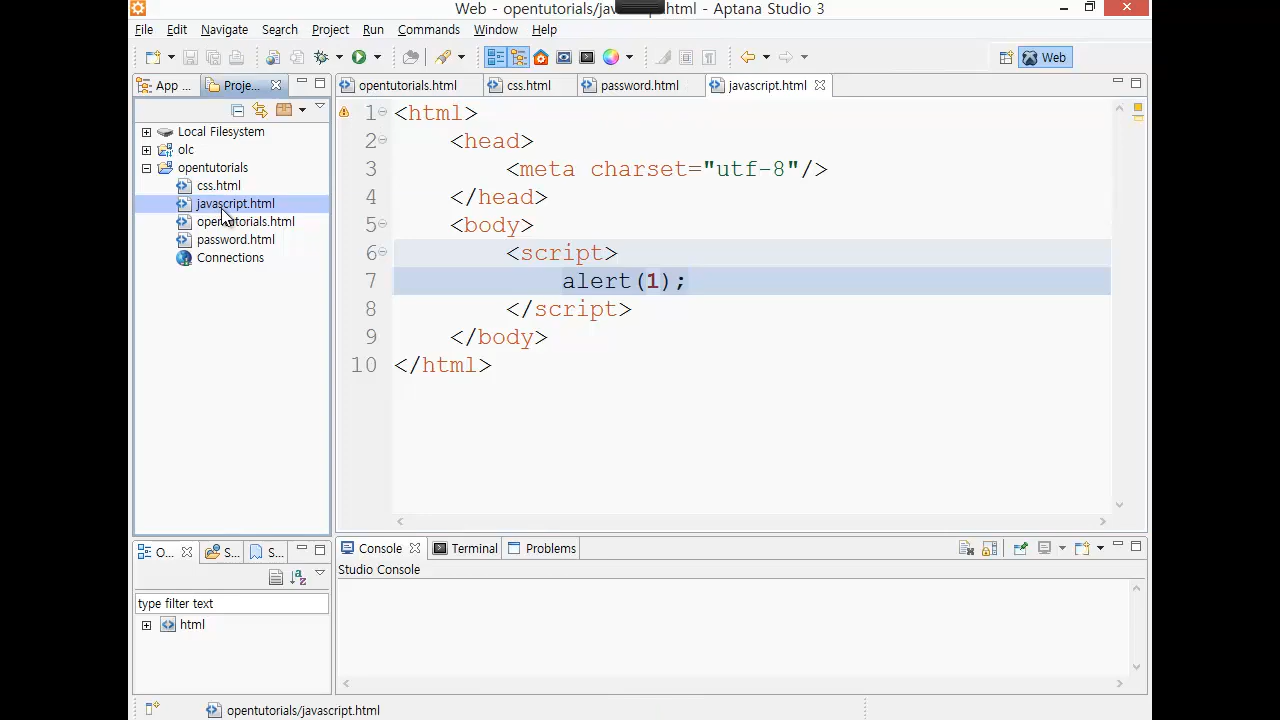 Web - opentutorials/jav    .html - Aptana Studio 3
File Edit Navigate Search Project Run Commands Window Help
Web
App ... Proje...
opentutorials.html css.html password.html javascript.html
Local Filesystem
olc
opentutorials
css.html
javascript.html
opentutorials.html
password.html
Connections
1 <html>
2 <head>
3 <meta charset="utf-8"/>
4 </head>
5 <body>
6 <script>
7 alert(1);
8 </script>
9 </body>
10 </html>
O... S... S...
type filter text
html
Console Terminal Problems
Studio Console
opentutorials/javascript.html